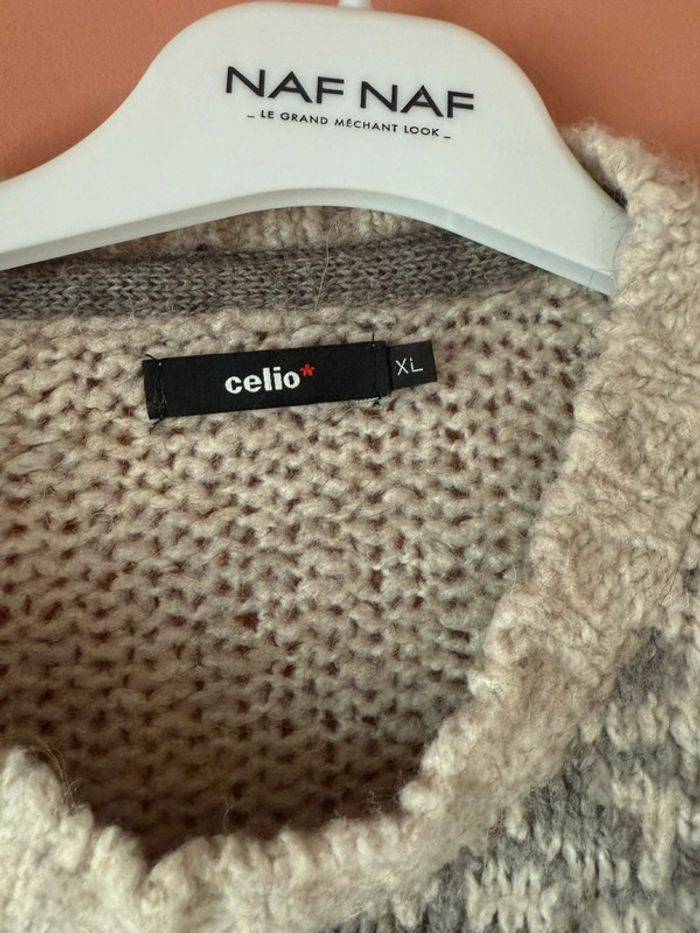 NAF NAF
_ LE GRAND MÉCHANT LOOK _
celio*
XL